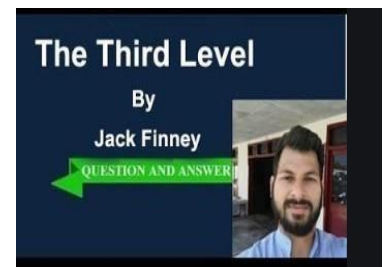 The Third Level
By
Jack Finney
QUESTION AND ANSWER